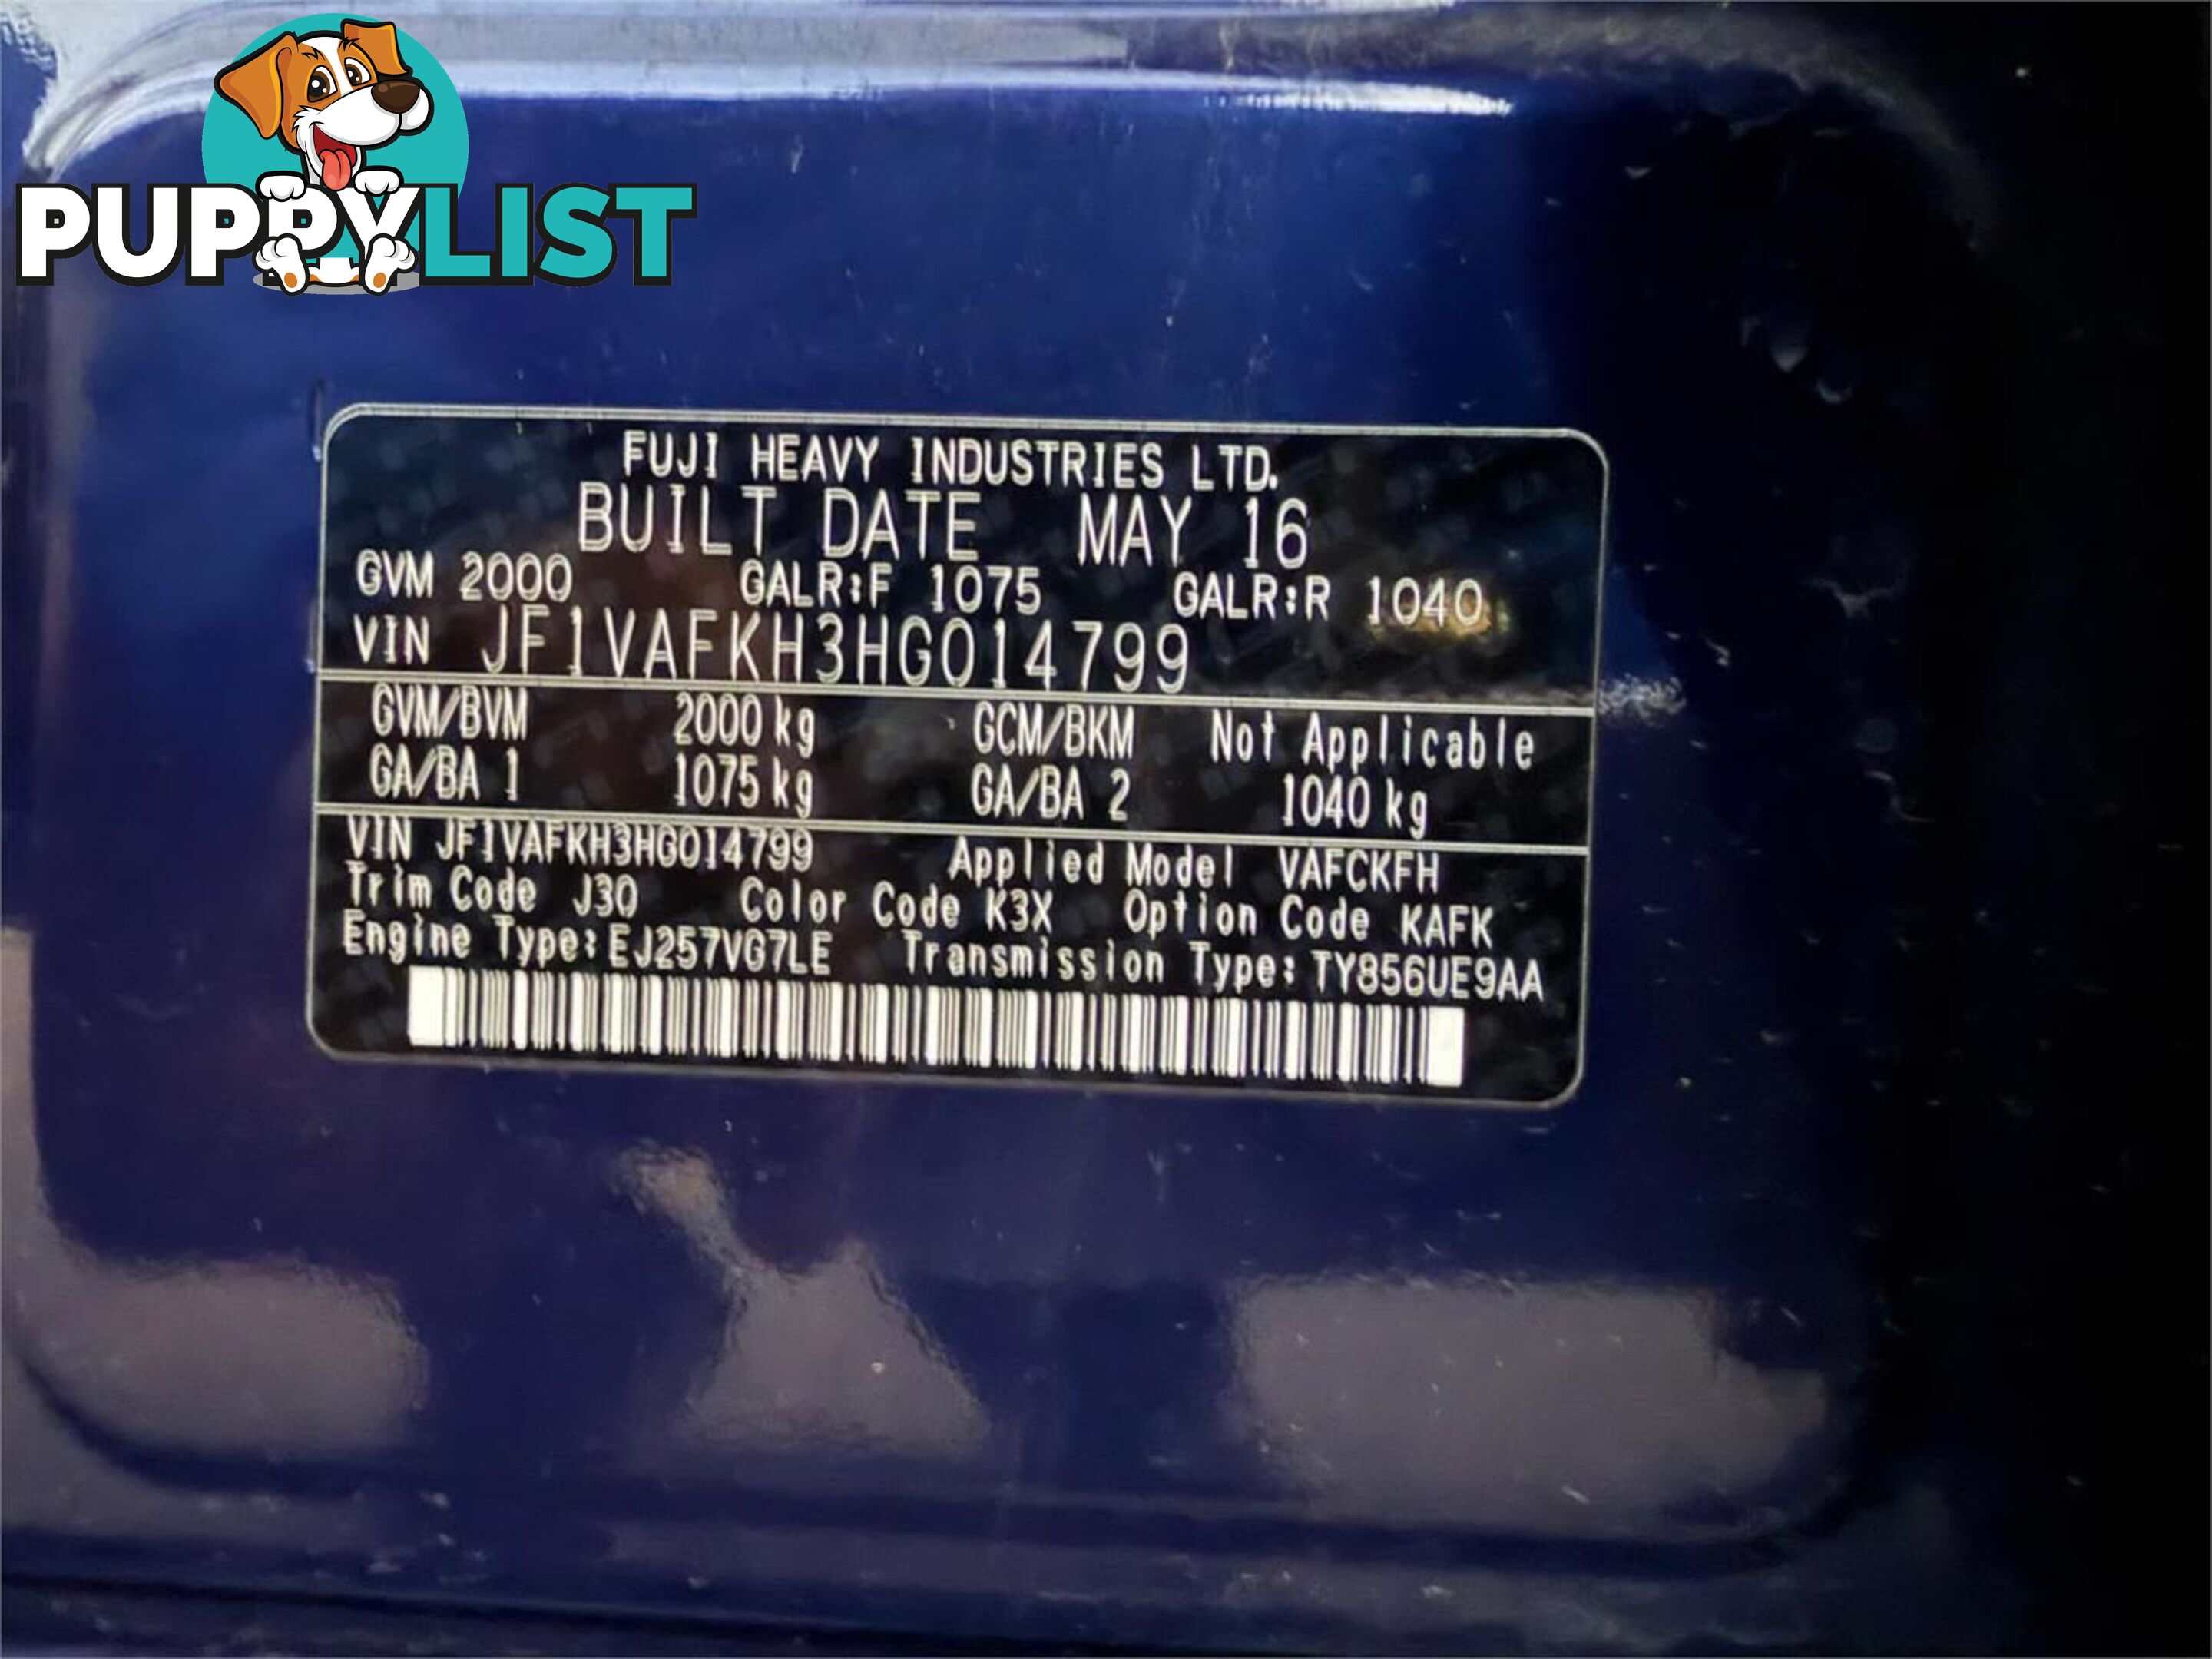 PUPPYLIST
FUJI HEAVY INDUSTRIES LTD.
BUILT DATE MAY 16
GVM 2000 GALR:F 1075 GALR:R 1040
VIN JF1VAFKH3HG014799
GVM/BVM 2000 kg GCM/BKM Not Applicable
GA/BA 1 1075 kg GA/BA 2 1040 kg
VIN JF1VAFKH3HG014799 Applied Model VAFCKFH
Trim Code J30 Color Code K3X Option Code KAFK
Engine Type: EJ257VG7LE Transmission Type: TY856UE9AA